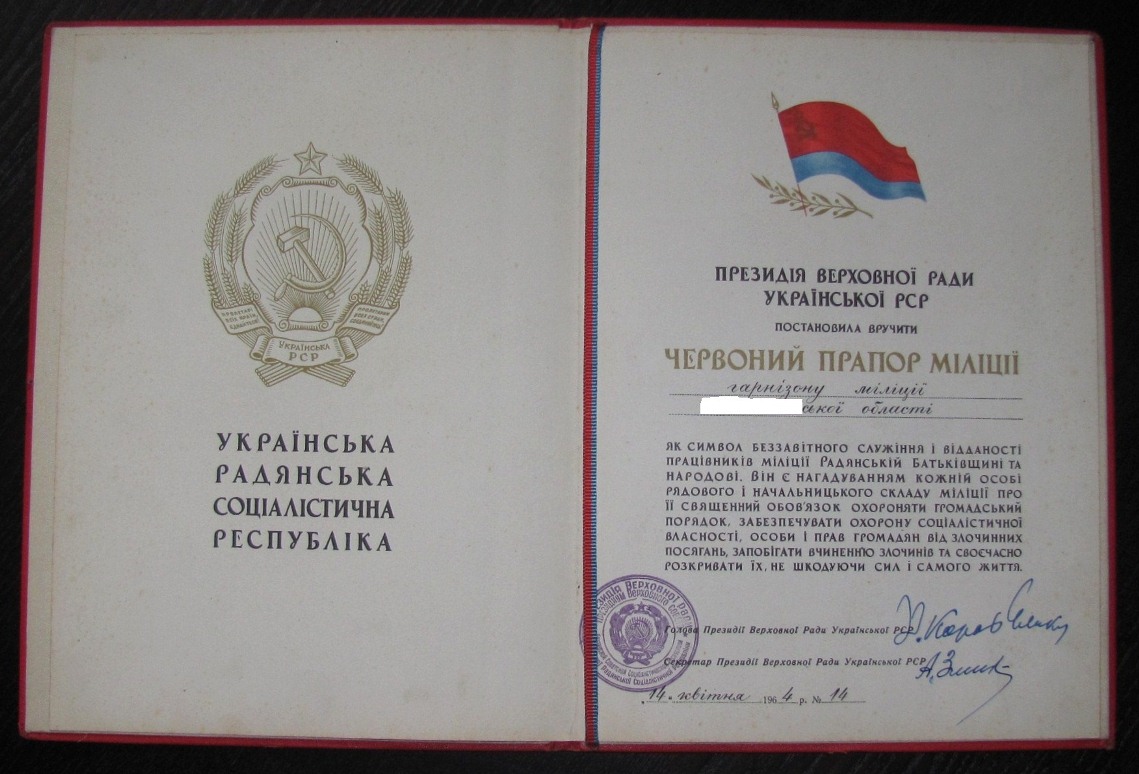 УКРАЇНСЬКА
РСР
УКРАЇНСЬКА
РАДЯНСЬКА
СОЦІАЛІСТИЧНА
РЕСПУБЛІКА
ПРЕЗИДІЯ ВЕРХОВНОЇ РАДИ
УКРАЇНСЬКОЇ РСР
ПОСТАНОВИЛА ВРУЧИТИ
ЧЕРВОНИЙ ПРАПОР МІЛІЦІЇ
гарнізону міліції
ської області
ЯК СИМВОЛ БЕЗЗАВІТНОГО СЛУЖІННЯ І ВІДДАНОСТІ
ПРАЦІВНИКІВ МІЛІЦІЇ РАДЯНСЬКІЙ БАТЬКІВЩИНІ ТА
НАРОДОВІ. ВІН Є НАГАДУВАННЯМ КОЖНІЙ ОСОБІ
РЯДОВОГО І НАЧАЛЬНИЦЬКОГО СКЛАДУ МІЛІЦІЇ ПРО
ЇЇ СВЯЩЕННИЙ ОБОВ'ЯЗОК ОХОРОНЯТИ ГРОМАДСЬКИЙ
ПОРЯДОК, ЗАБЕЗПЕЧУВАТИ ОХОРОНУ СОЦІАЛІСТИЧНОЇ
ВЛАСНОСТІ, ОСОБИ І ПРАВ ГРОМАДЯН ВІД ЗЛОЧИННИХ
ПОСЯГАНЬ, ЗАПОБІГАТИ ВЧИНЕННЮ ЗЛОЧИНІВ ТА СВОЄЧАСНО
РОЗКРИВАТИ ЇХ, НЕ ШКОДУЮЧИ СИЛ І САМОГО ЖИТТЯ.
Голова Президії Верховної Ради Української РСР
Секретар Президії Верховної Ради Української РСР
14. квітня 1964 р. № 14